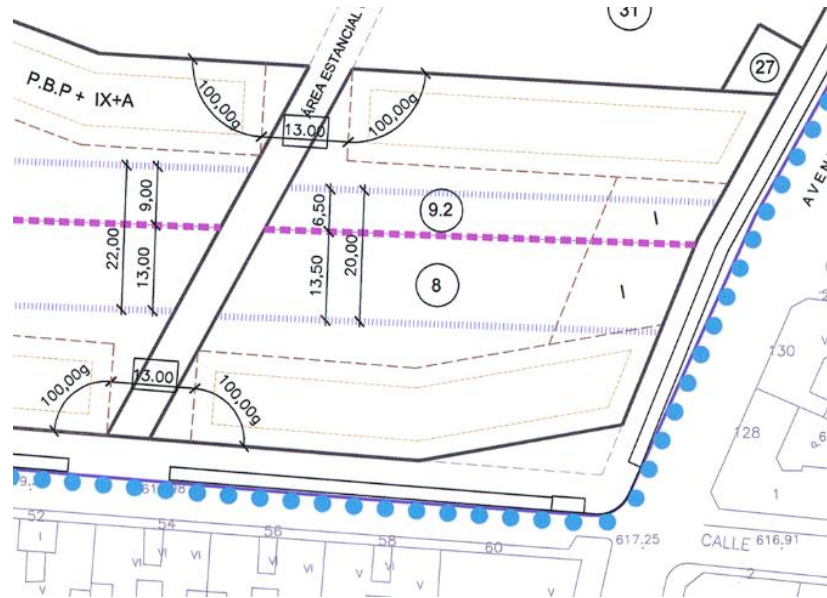 31
ÁREA ESTANCIAL
27
P.B.P + IX+A
100,00g
13.00
100,00g
AVEN
9,00
6,50
9.2
I
22,00
13,00
13,50
20,00
8
I
130
100,00g
13.00
100,00g
128
1
52
54
56
58
60
617.25
CALLE 616,91
I
VI
VI
VI
VI
V
V
VI
V
V
2